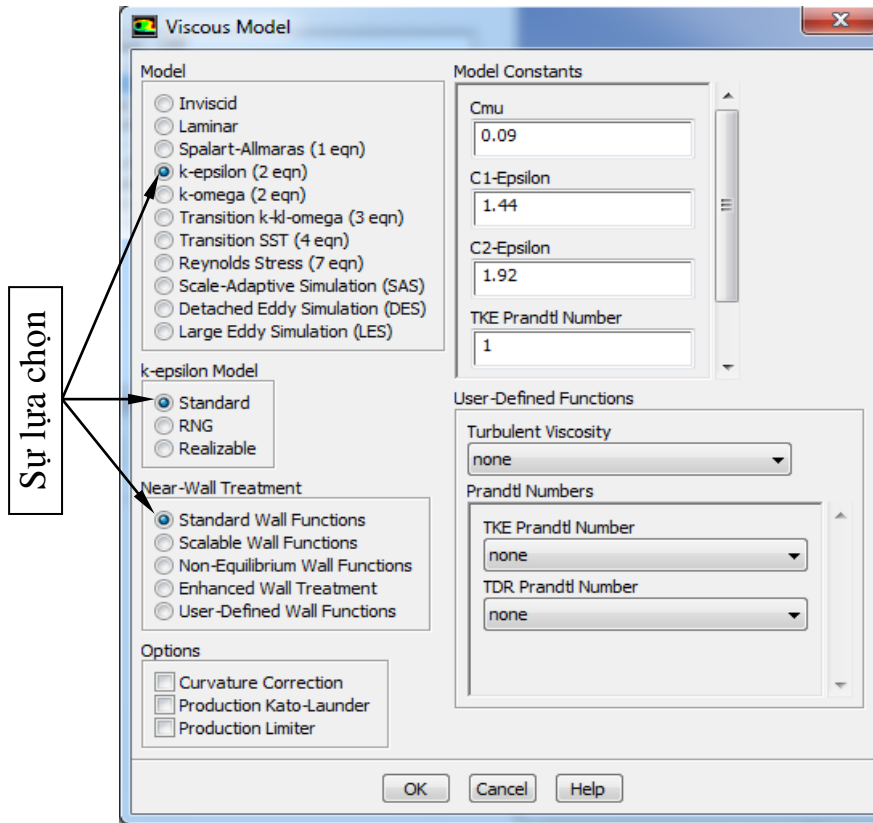 Viscous Model
Model
Inviscid
Laminar
Spalart-Allmaras (1 eqn)
k-epsilon (2 eqn)
k-omega (2 eqn)
Transition k-kl-omega (3 eqn)
Transition SST (4 eqn)
Reynolds Stress (7 eqn)
Scale-Adaptive Simulation (SAS)
Detached Eddy Simulation (DES)
Large Eddy Simulation (LES)
k-epsilon Model
Standard
RNG
Realizable
Near-Wall Treatment
Standard Wall Functions
Scalable Wall Functions
Non-Equilibrium Wall Functions
Enhanced Wall Treatment
User-Defined Wall Functions
Options
Curvature Correction
Production Kato-Launder
Production Limiter
Model Constants
Cmu
0.09
C1-Epsilon
1.44
C2-Epsilon
1.92
TKE Prandtl Number
1
User-Defined Functions
Turbulent Viscosity
none
Prandtl Numbers
TKE Prandtl Number
none
TDR Prandtl Number
none
OK
Cancel
Help
Sự lựa chọn